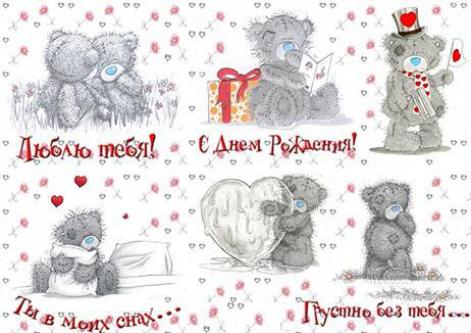 Люблю тебя!
С Днем Рождения!
Ты в моих снах...
Грустно без тебя...